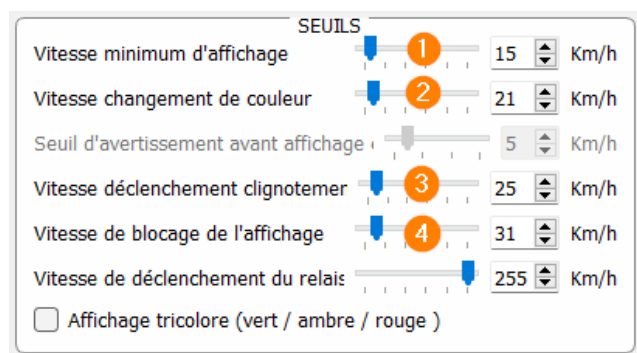 SEUILS
Vitesse minimum d'affichage 1 15 Km/h
Vitesse changement de couleur 2 21 Km/h
Seuil d'avertissement avant affichage 5 Km/h
Vitesse déclenchement clignotemer 3 25 Km/h
Vitesse de blocage de l'affichage 4 31 Km/h
Vitesse de déclenchement du relais 255 Km/h
Affichage tricolore (vert / ambre / rouge )